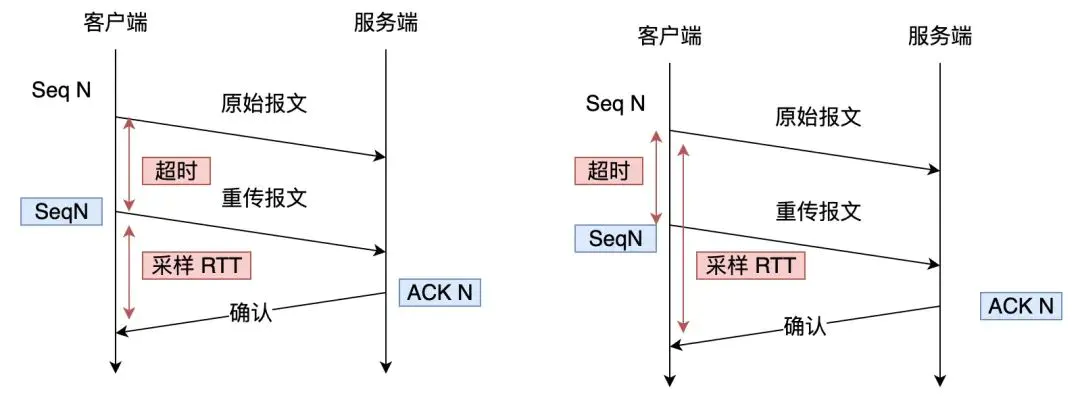 客户端
服务端
Seq N
原始报文
超时
重传报文
SeqN
采样 RTT
ACK N
确认
客户端
服务端
Seq N
原始报文
超时
重传报文
SeqN
采样 RTT
ACK N
确认